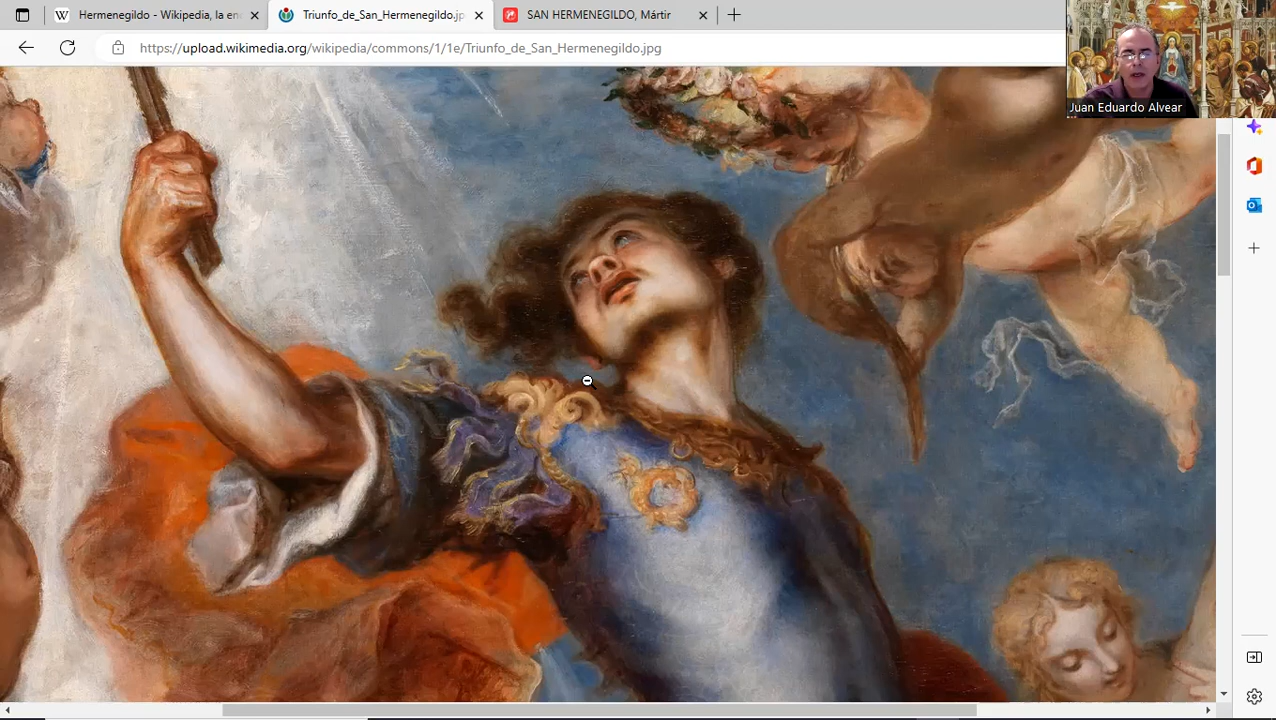 Hermenegildo - Wikipedia, la en
Triunfo_de_San_Hermenegildo.jp
SAN HERMENEGILDO, Mártir
https://upload.wikimedia.org/wikipedia/commons/1/1e/Triunfo_de_San_Hermenegildo.jpg
Juan Eduardo Alvear